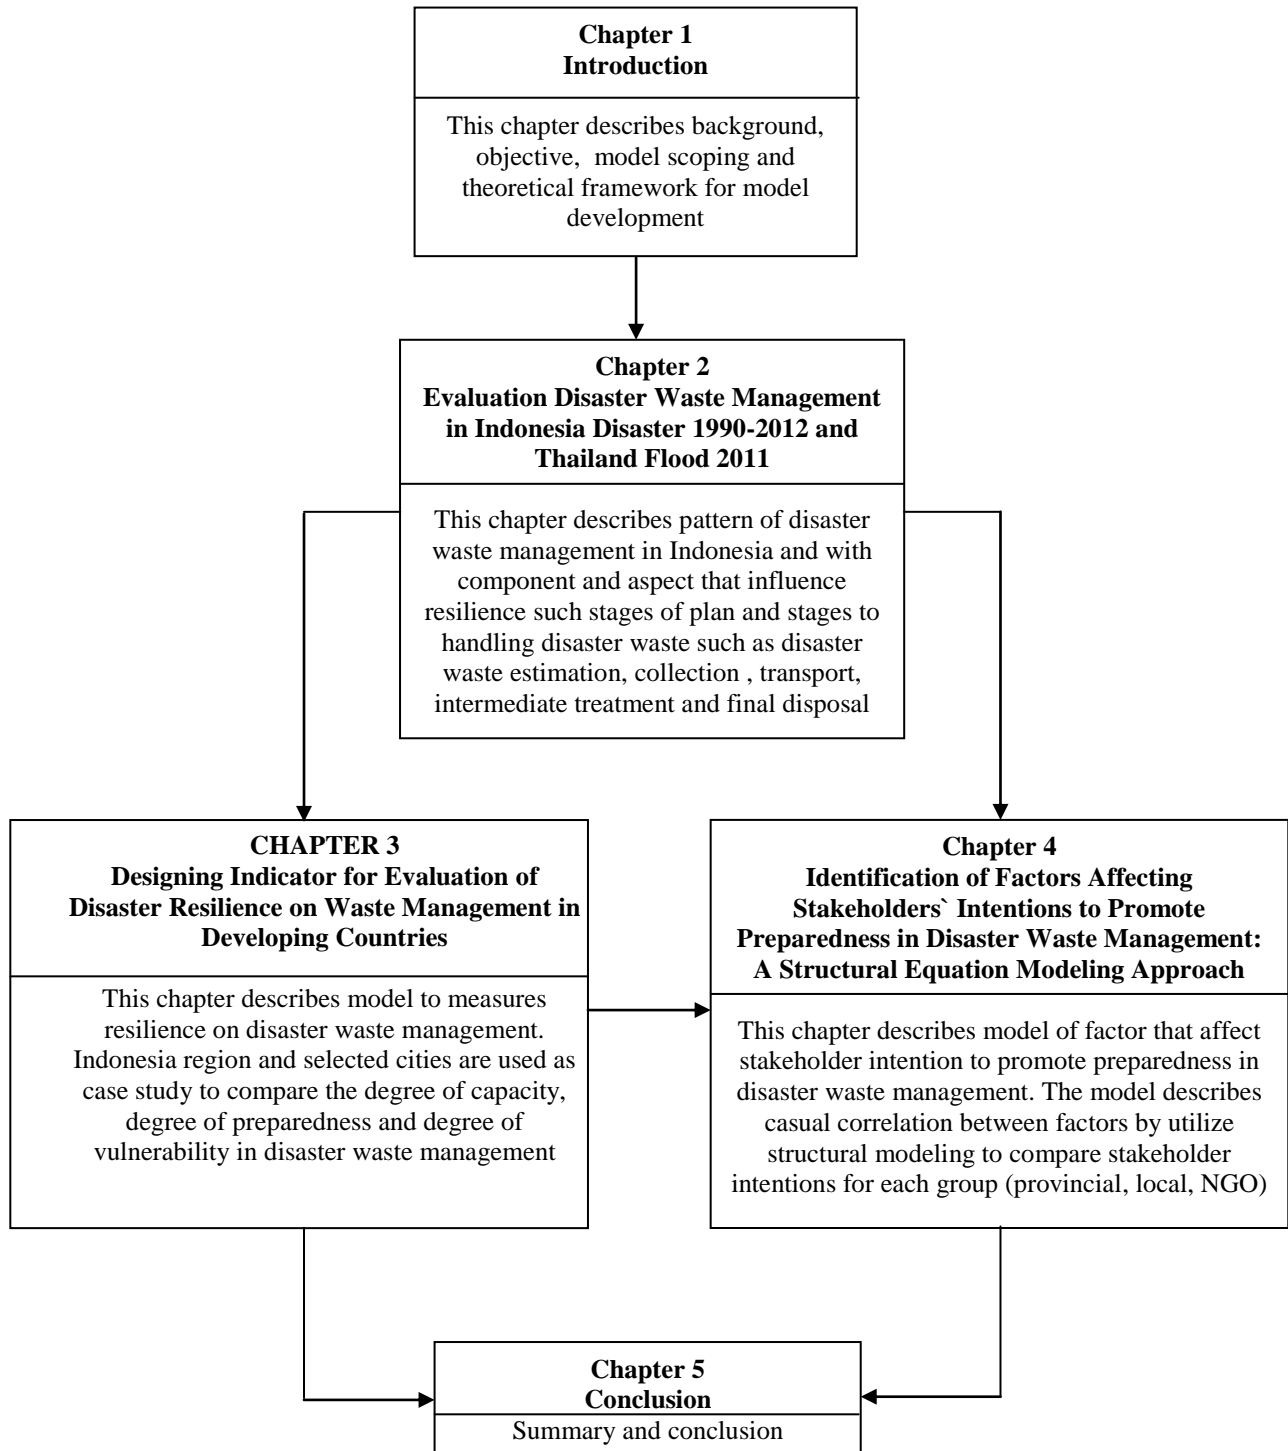 Chapter 1
Introduction
This chapter describes background,
objective, model scoping and
theoretical framework for model
development
Chapter 2
Evaluation Disaster Waste Management
in Indonesia Disaster 1990-2012 and
Thailand Flood 2011
This chapter describes pattern of disaster
waste management in Indonesia and with
component and aspect that influence
resilience such stages of plan and stages to
handling disaster waste such as disaster
waste estimation, collection , transport,
intermediate treatment and final disposal
CHAPTER 3
Designing Indicator for Evaluation of
Disaster Resilience on Waste Management in
Developing Countries
This chapter describes model to measures
resilience on disaster waste management.
Indonesia region and selected cities are used as
case study to compare the degree of capacity,
degree of preparedness and degree of
vulnerability in disaster waste management
Chapter 4
Identification of Factors Affecting
Stakeholders` Intentions to Promote
Preparedness in Disaster Waste Management:
A Structural Equation Modeling Approach
This chapter describes model of factor that affect
stakeholder intention to promote preparedness in
disaster waste management. The model describes
casual correlation between factors by utilize
structural modeling to compare stakeholder
intentions for each group (provincial, local, NGO)
Chapter 5
Conclusion
Summary and conclusion